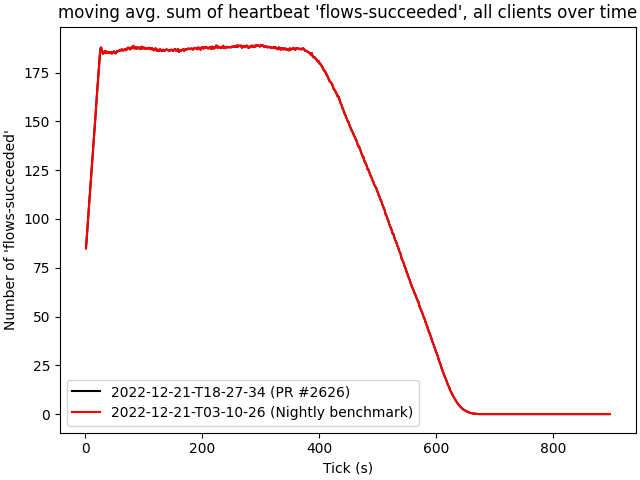 moving avg. sum of heartbeat 'flows-succeeded', all clients over time
Number of 'flows-succeeded'
175
150
125
100
75
50
25
0
2022-12-21-T18-27-34 (PR #2626)
2022-12-21-T03-10-26 (Nightly benchmark)
0
200
400
600
800
Tick (s)